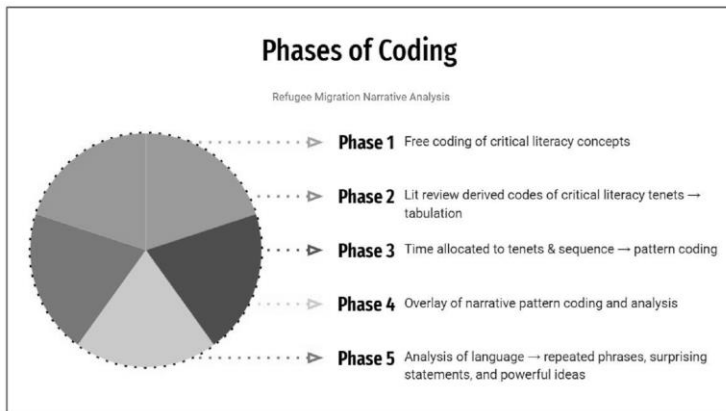 Phases of Coding
Refugee Migration Narrative Analysis
Phase 1 Free coding of critical literacy concepts
Phase 2 Lit review derived codes of critical literacy tenets →
tabulation
Phase 3 Time allocated to tenets & sequence → pattern coding
Phase 4 Overlay of narrative pattern coding and analysis
Phase 5 Analysis of language → repeated phrases, surprising
statements, and powerful ideas